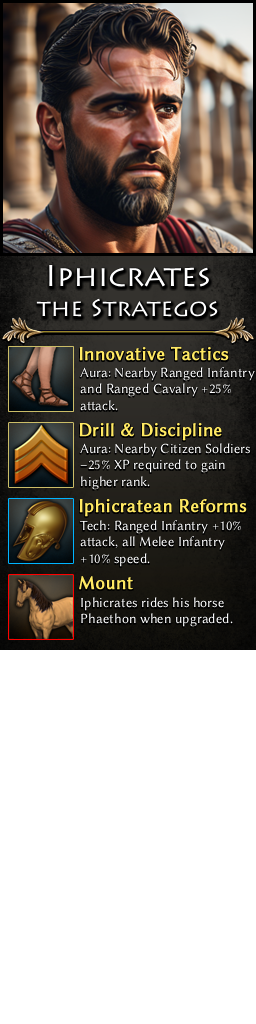 Iphicrates
the Strategos
Innovative Tactics
Aura: Nearby Ranged Infantry
and Ranged Cavalry +25%
attack.
Drill & Discipline
Aura: Nearby Citizen Soldiers
−25% XP required to gain
higher rank.
Iphicratean Reforms
Tech: Ranged Infantry +10%
attack, all Melee Infantry
+10% speed.
Mount
Iphicrates rides his horse
Phaethon when upgraded.